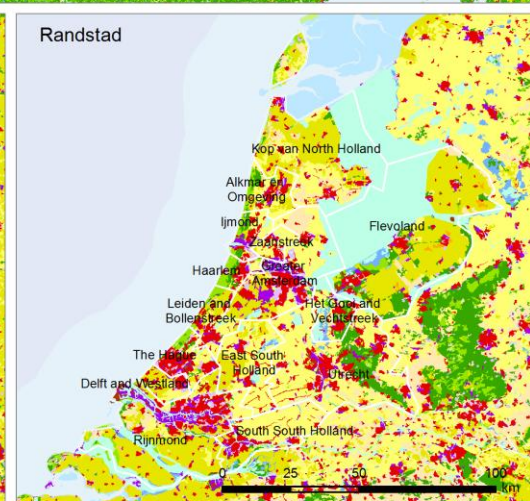 Randstad
Kop van North Holland
Alkmar en
Omgeving
Ijmond
Zaanstreek
Flevoland
Haarlem
Greater
Amsterdam
Leiden and
Bollenstreek
Het Gooi and
Vechtstreek
The Hague
East South
Holland
Delft and Westland
Utrecht
Rijnmond
South South Holland
0 25 50 100
km